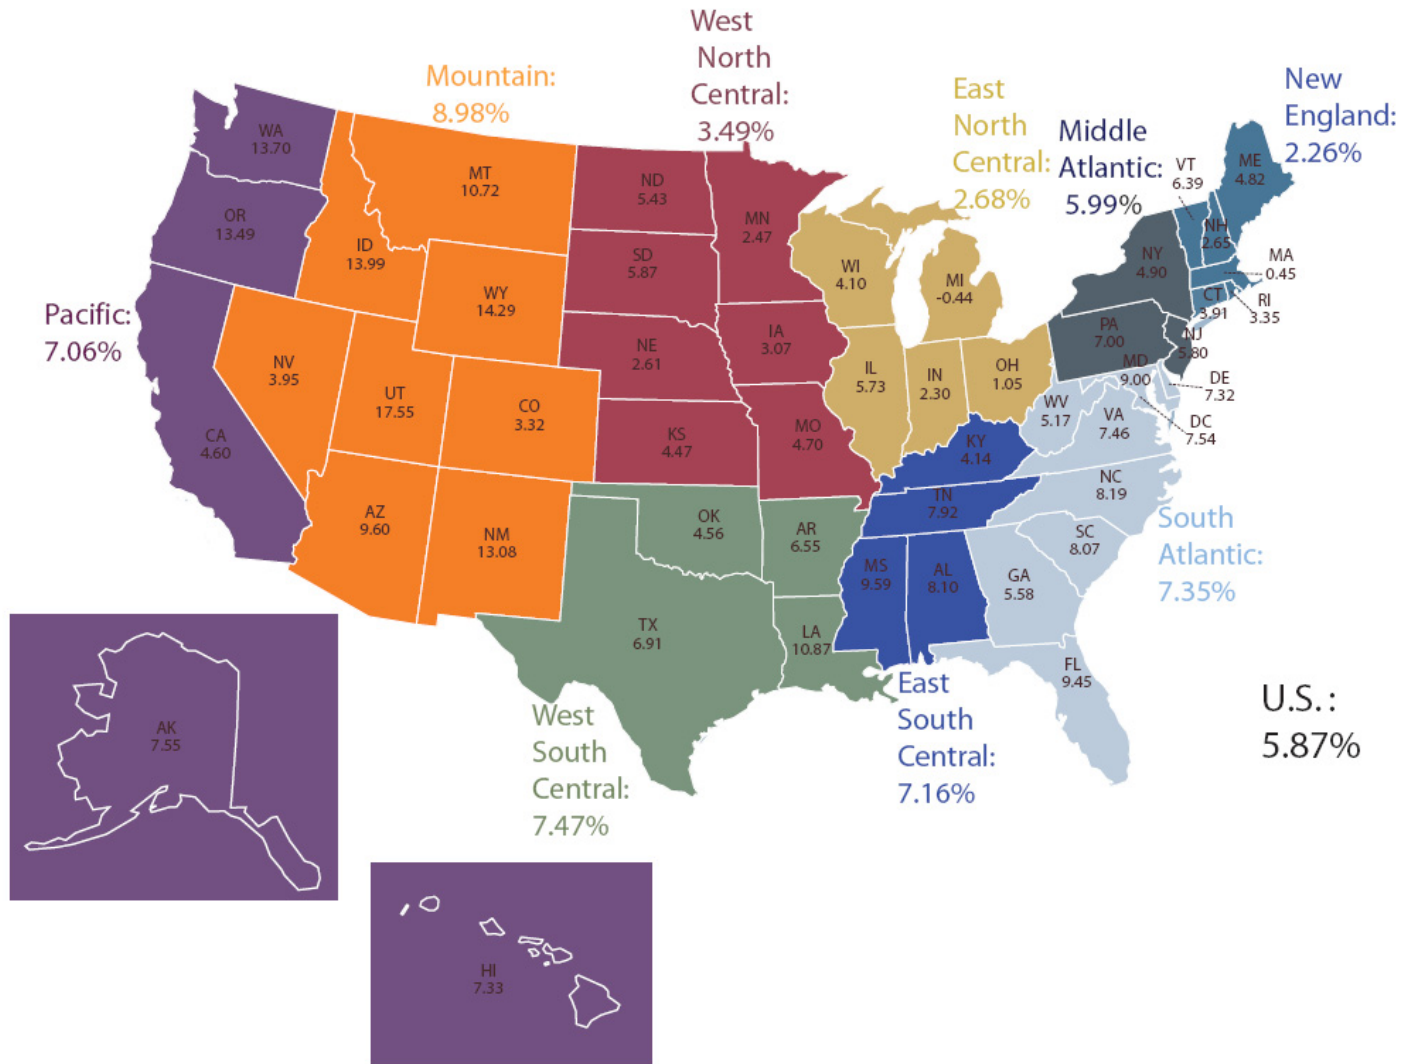 West
North
Central:
3.49%
Mountain:
8.98%
East
North
Central:
2.68%
Middle
Atlantic:
5.99%
New
England:
2.26%
Pacific:
7.06%
WA
13.70
OR
13.49
CA
4.60
MT
10.72
ID
13.99
WY
14.29
NV
3.95
UT
17.55
CO
3.32
AZ
9.60
NM
13.08
ND
5.43
SD
5.87
NE
2.61
KS
4.47
MN
2.47
IA
3.07
MO
4.70
WI
4.10
MI
-0.44
IL
5.73
IN
2.30
OH
1.05
NY
4.90
PA
7.00
NJ
5.80
VT
6.39
ME
4.82
NH
2.65
MA
0.45
CT
3.91
RI
3.35
MD
9.00
DE
7.32
DC
7.54
WV
5.17
VA
7.46
NC
8.19
SC
8.07
GA
5.58
FL
9.45
KY
4.14
TN
7.92
MS
9.59
AL
8.10
OK
4.56
AR
6.55
TX
6.91
LA
10.87
South
Atlantic:
7.35%
East
South
Central:
7.16%
West
South
Central:
7.47%
U.S. :
5.87%
AK
7.55
HI
7.33